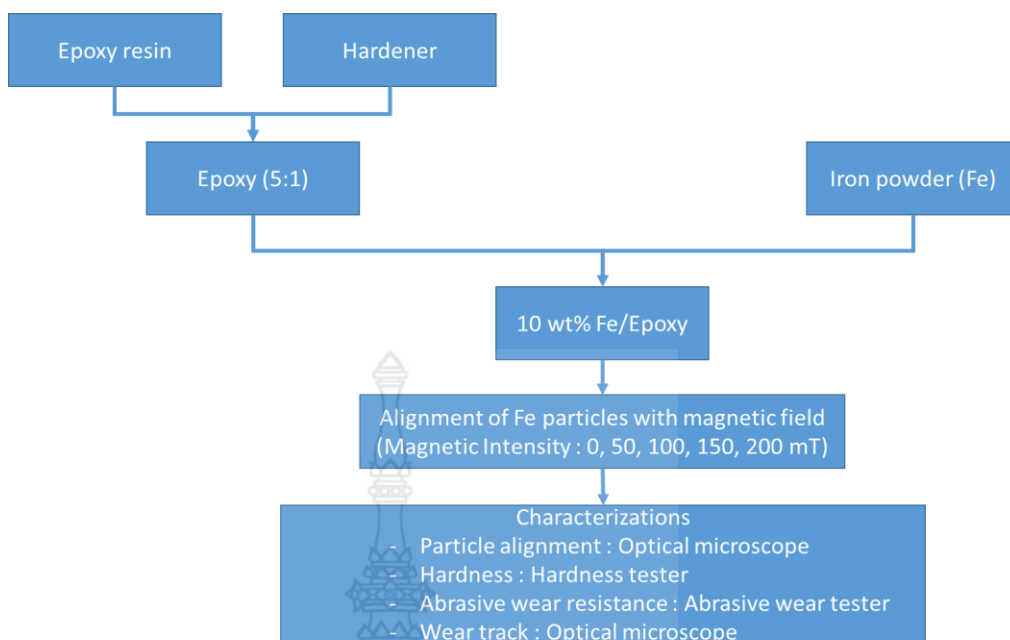 Epoxy resin
Hardener
Epoxy (5:1)
Iron powder (Fe)
10 wt% Fe/Epoxy
Alignment of Fe particles with magnetic field
(Magnetic Intensity : 0, 50, 100, 150, 200 mT)
Characterizations
- Particle alignment : Optical microscope
- Hardness : Hardness tester
- Abrasive wear resistance : Abrasive wear tester
- Wear track : Optical microscope